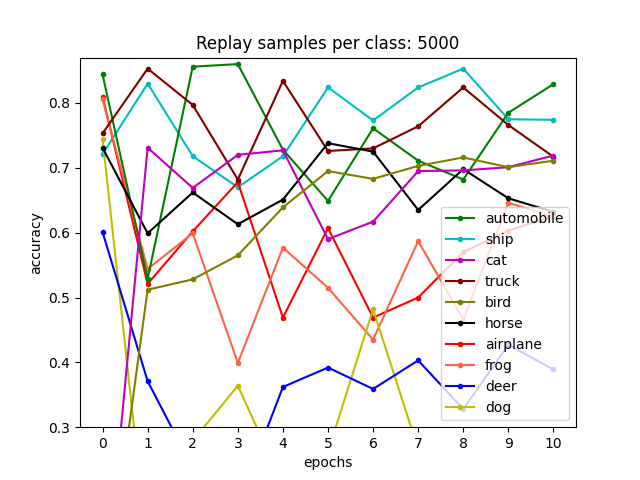 Replay samples per class: 5000
accuracy
0.8
0.7
0.6
0.5
0.4
0.3
automobile
ship
cat
truck
bird
horse
airplane
frog
deer
dog
0 1 2 3 4 5 6 7 8 9 10
epochs